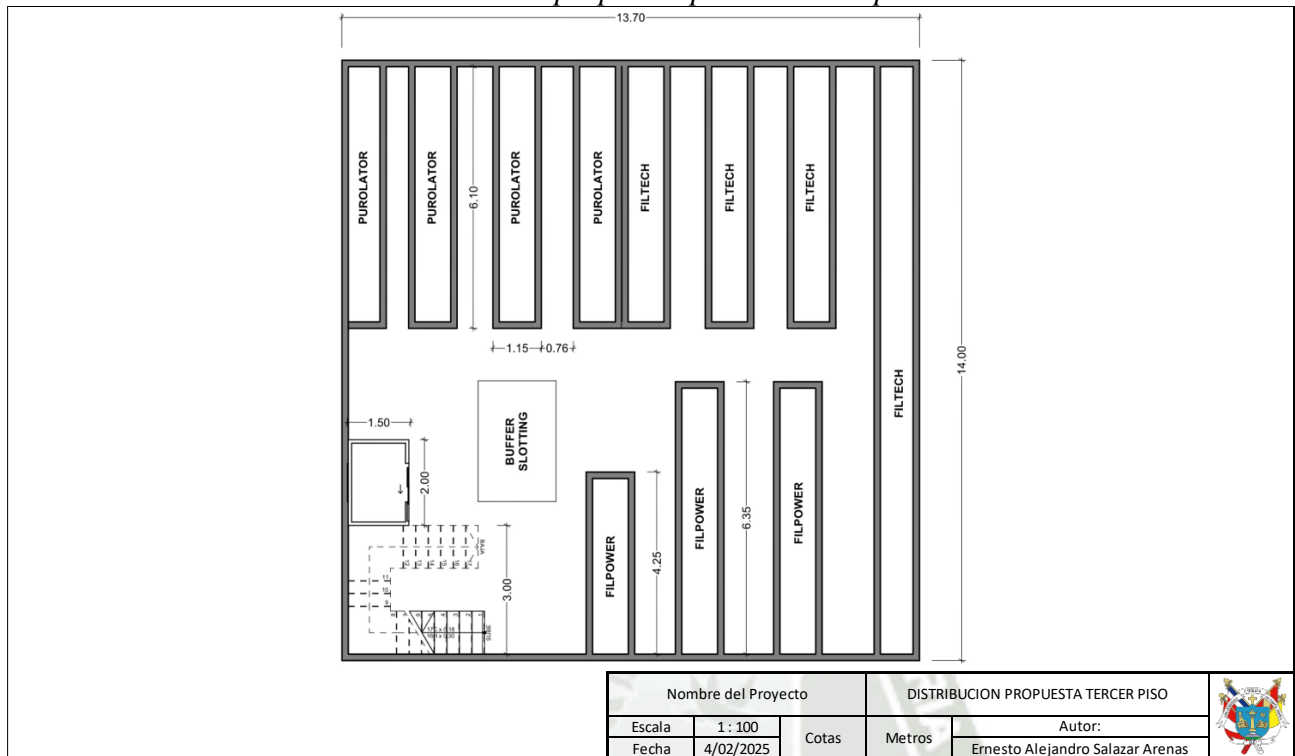 13.70
PUROLATOR
PUROLATOR
PUROLATOR
PUROLATOR
FILTECH
FILTECH
FILTECH
6.10
1.15
0.76
14.00
FILTECH
1.50
BUFFER
SLOTTING
2.00
BAJA
3.00
FILPOWER
4.25
FILPOWER
6.35
FILPOWER
SUBE
Nombre del Proyecto
DISTRIBUCION PROPUESTA TERCER PISO
Escala
1 : 100
Cotas
Metros
Autor:
Fecha
4/02/2025
Ernesto Alejandro Salazar Arenas